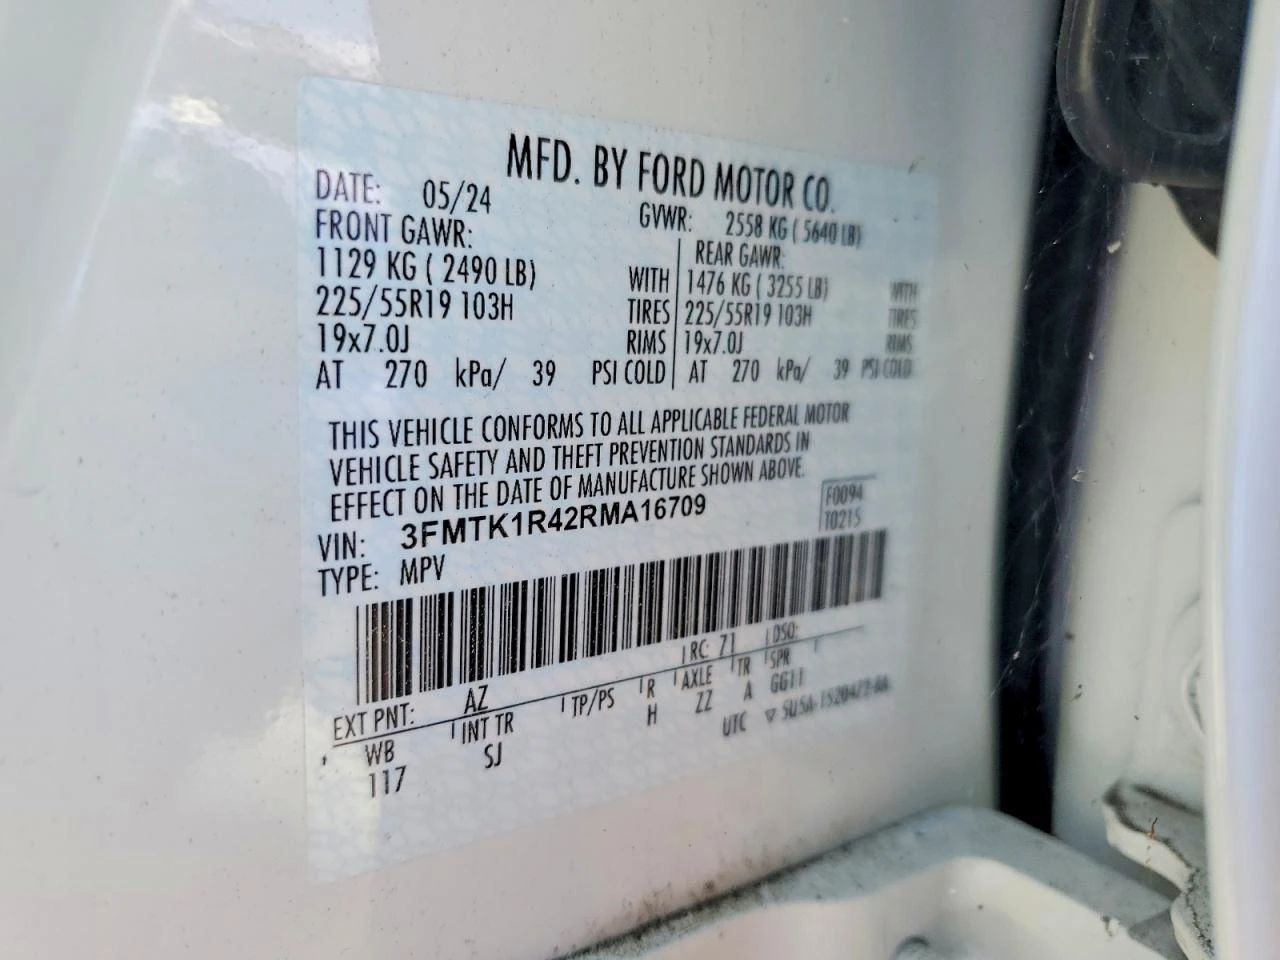 MFD. BY FORD MOTOR CO.
DATE: 05/24 GVWR: 2558 KG ( 5640 LB)
FRONT GAWR: REAR GAWR:
1129 KG ( 2490 LB) WITH 1476 KG ( 3255 LB) WITH
225/55R19 103H TIRES 225/55R19 103H TIRES
19x7.0J RIMS 19x7.0J RIMS
AT 270 kPa/ 39 PSI COLD AT 270 kPa/ 39 PSI COLD
THIS VEHICLE CONFORMS TO ALL APPLICABLE FEDERAL MOTOR
VEHICLE SAFETY AND THEFT PREVENTION STANDARDS IN
EFFECT ON THE DATE OF MANUFACTURE SHOWN ABOVE.
VIN: 3FMTK1R42RMA16709 F0094
TYPE: MPV T0215
EXT PNT: AZ RC: 71 DSO:
WB INT TR TP/PS R AXLE TR SPR
117 SJ H ZZ A GG11
UTC